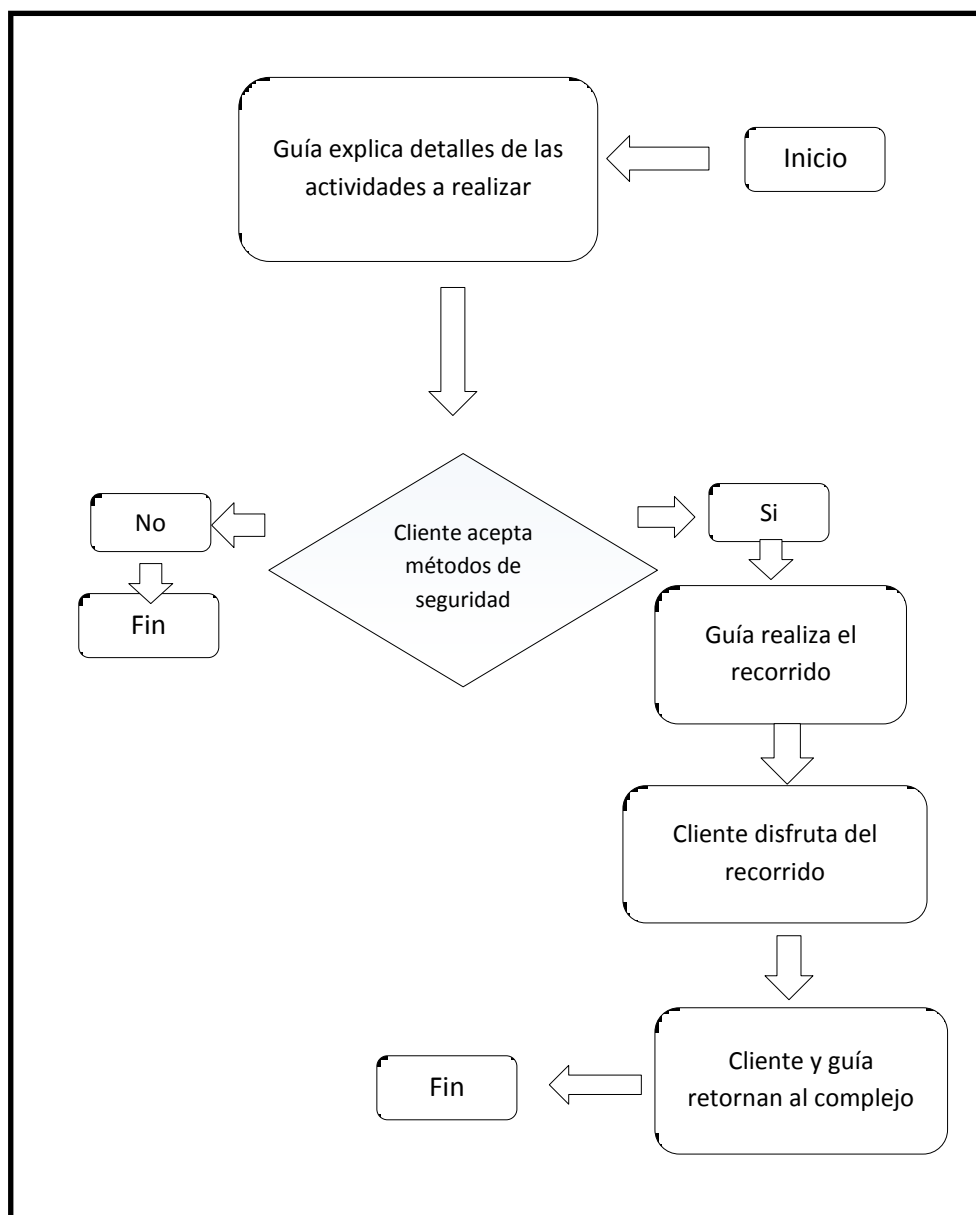 Inicio
Guía explica detalles de las
actividades a realizar
Cliente acepta
métodos de
seguridad
No
Fin
Si
Guía realiza el
recorrido
Cliente disfruta del
recorrido
Cliente y guía
retornan al complejo
Fin